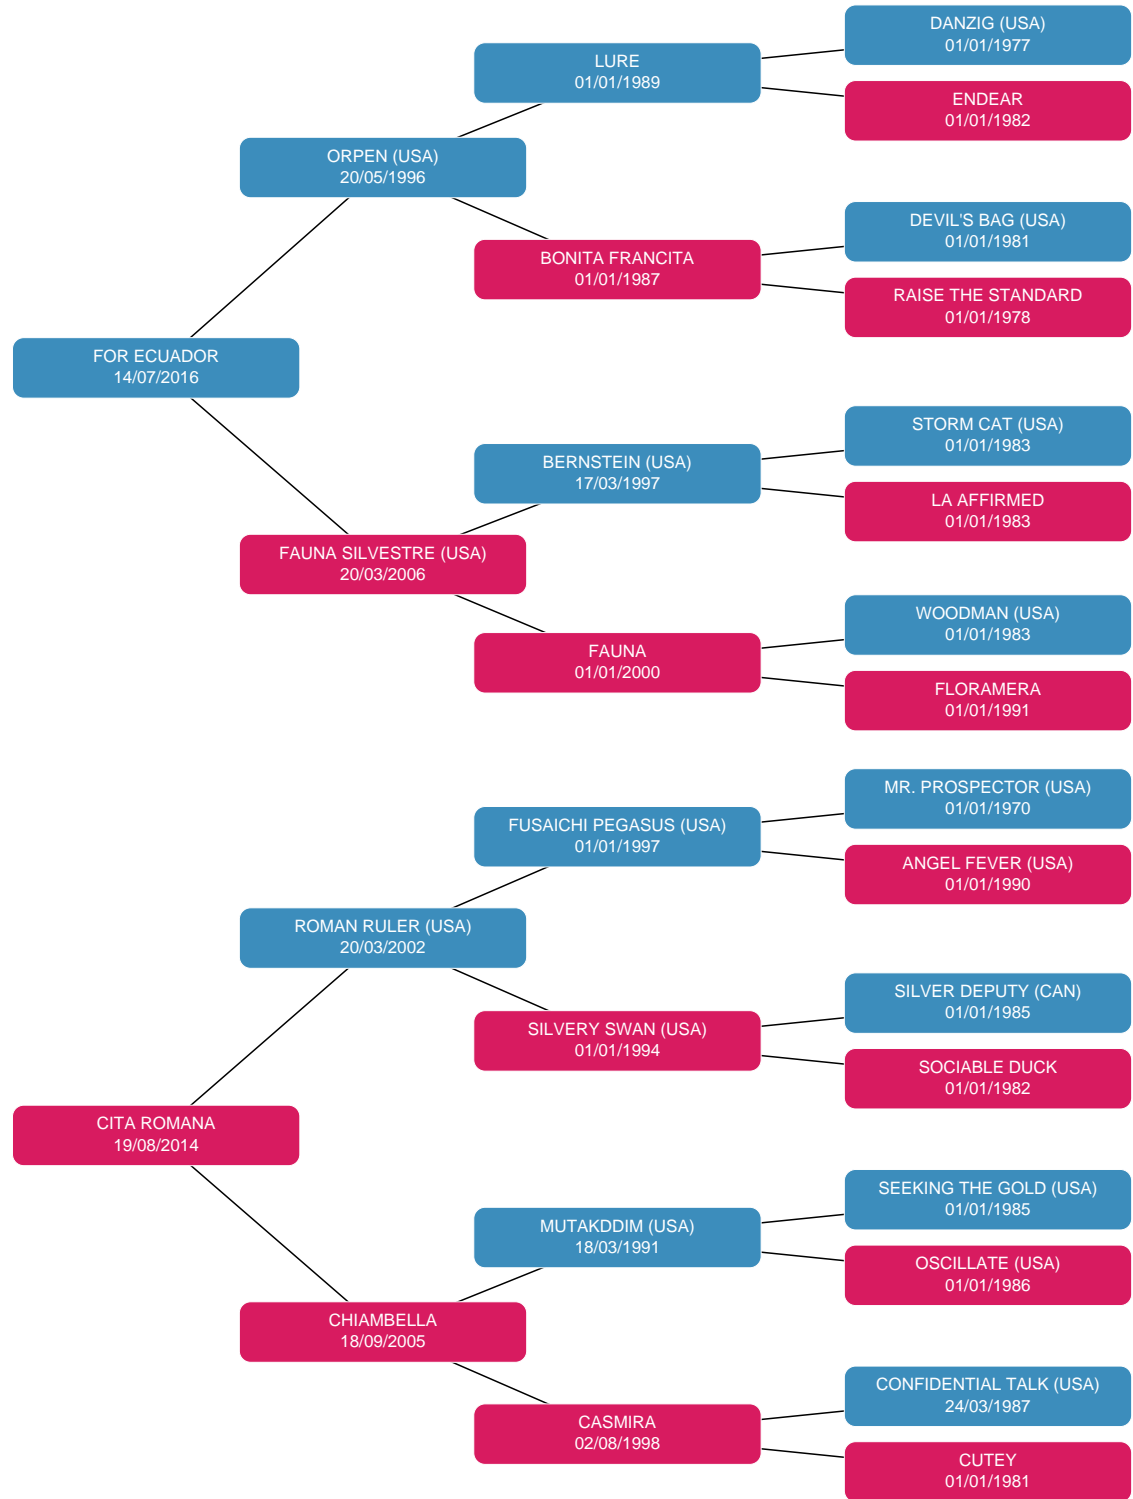 DANZIG (USA)
01/01/1977
LURE
01/01/1989
ENDEAR
01/01/1982
ORPEN (USA)
20/05/1996
DEVIL'S BAG (USA)
01/01/1981
BONITA FRANCITA
01/01/1987
RAISE THE STANDARD
01/01/1978
FOR ECUADOR
14/07/2016
STORM CAT (USA)
01/01/1983
BERNSTEIN (USA)
17/03/1997
LA AFFIRMED
01/01/1983
FAUNA SILVESTRE (USA)
20/03/2006
WOODMAN (USA)
01/01/1983
FAUNA
01/01/2000
FLORAMERA
01/01/1991
MR. PROSPECTOR (USA)
01/01/1970
FUSAICHI PEGASUS (USA)
01/01/1997
ANGEL FEVER (USA)
01/01/1990
ROMAN RULER (USA)
20/03/2002
SILVER DEPUTY (CAN)
01/01/1985
SILVERY SWAN (USA)
01/01/1994
SOCIABLE DUCK
01/01/1982
CITA ROMANA
19/08/2014
SEEKING THE GOLD (USA)
01/01/1985
MUTAKDDIM (USA)
18/03/1991
OSCILLATE (USA)
01/01/1986
CHIAMBELLA
18/09/2005
CONFIDENTIAL TALK (USA)
24/03/1987
CASMIRA
02/08/1998
CUTEY
01/01/1981